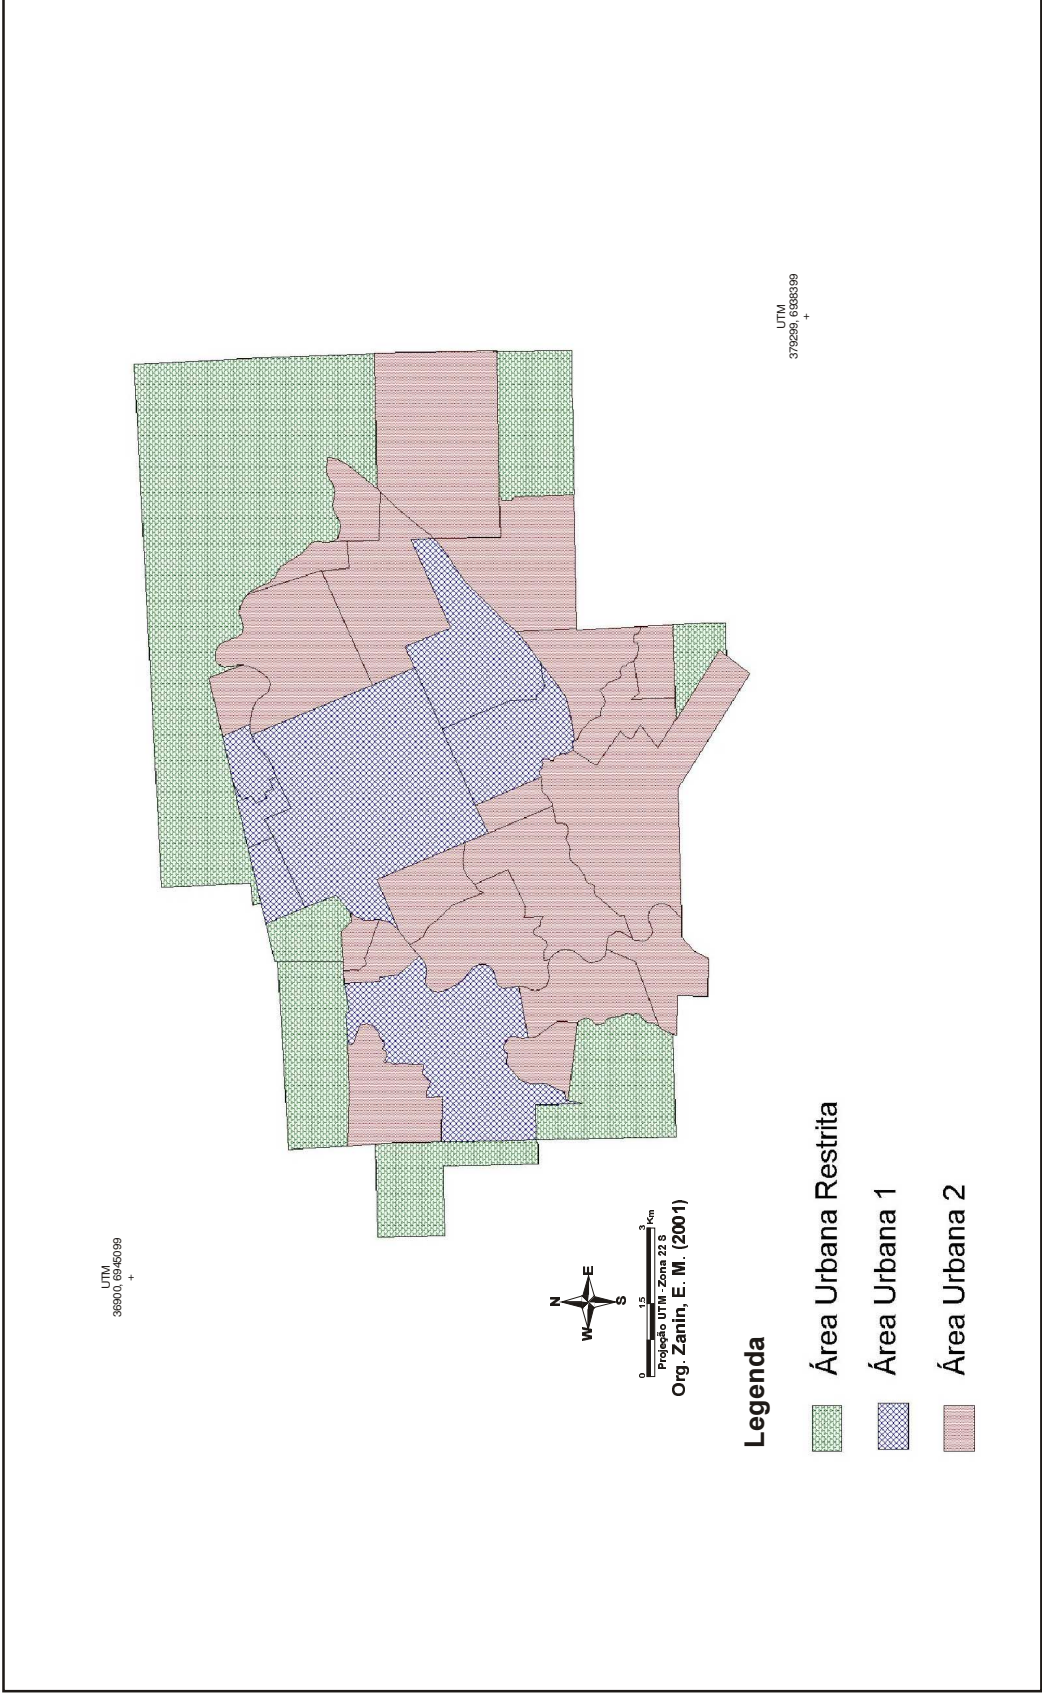 UTM
36900, 6945099
+
UTM
379299, 6938399
+
N
W E
S
0 1.5 3 Km
Projeção UTM - Zona 22 S
Org. Zanin, E. M. (2001)
Legenda
Área Urbana Restrita
Área Urbana 1
Área Urbana 2